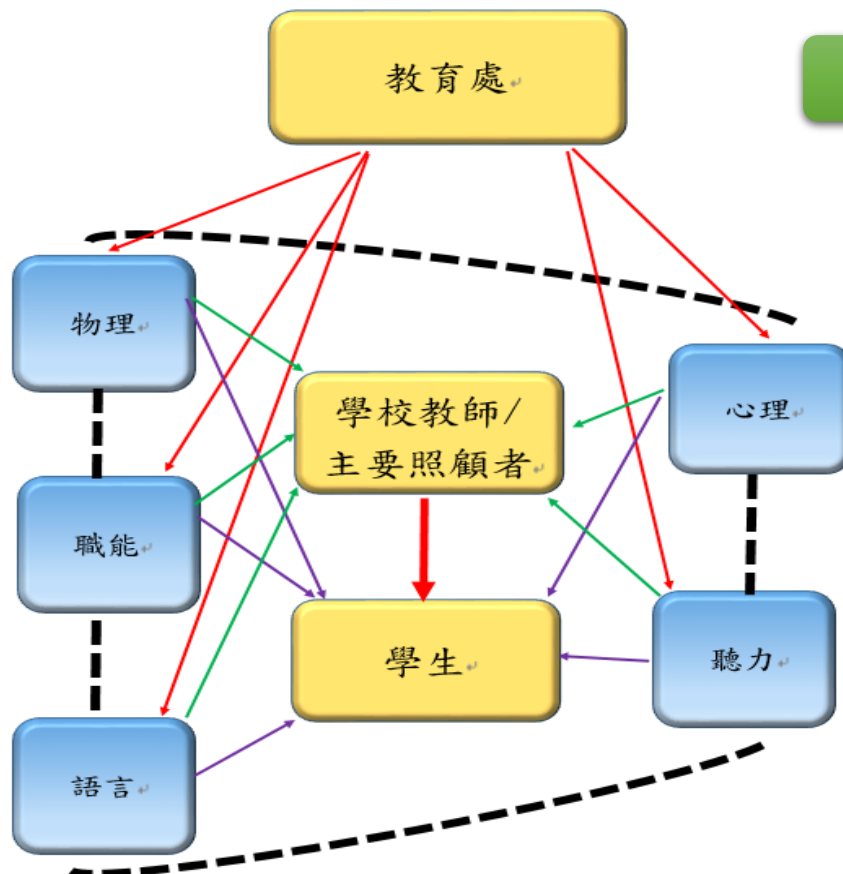 教育處
物理
心理
學校教師/
主要照顧者
職能
學生
聽力
語言